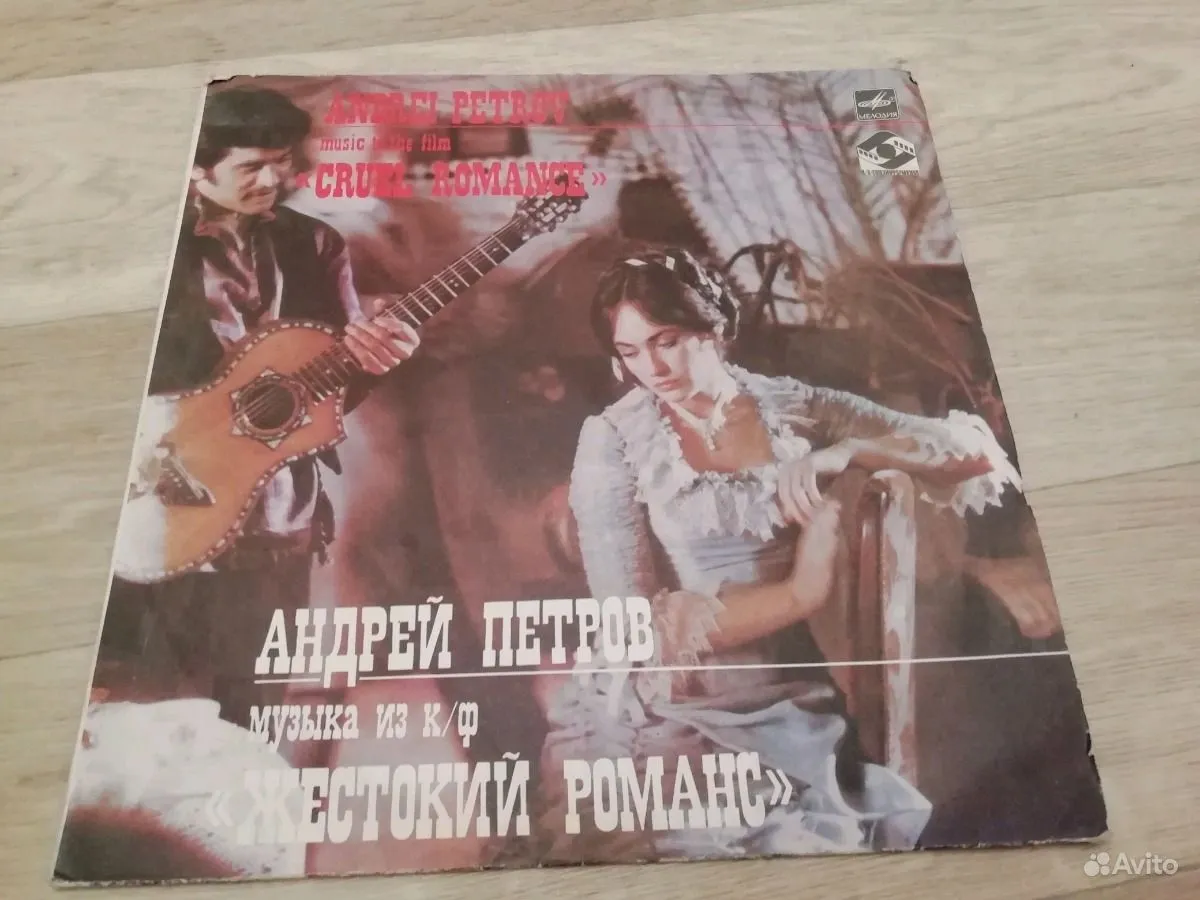 ANDREI PETROV
music to the film
«CRUEL ROMANCE»
МЕЛОДИЯ
АНДРЕЙ ПЕТРОВ
музыка из к/ф
«ЖЕСТОКИЙ РОМАНС»
Avito